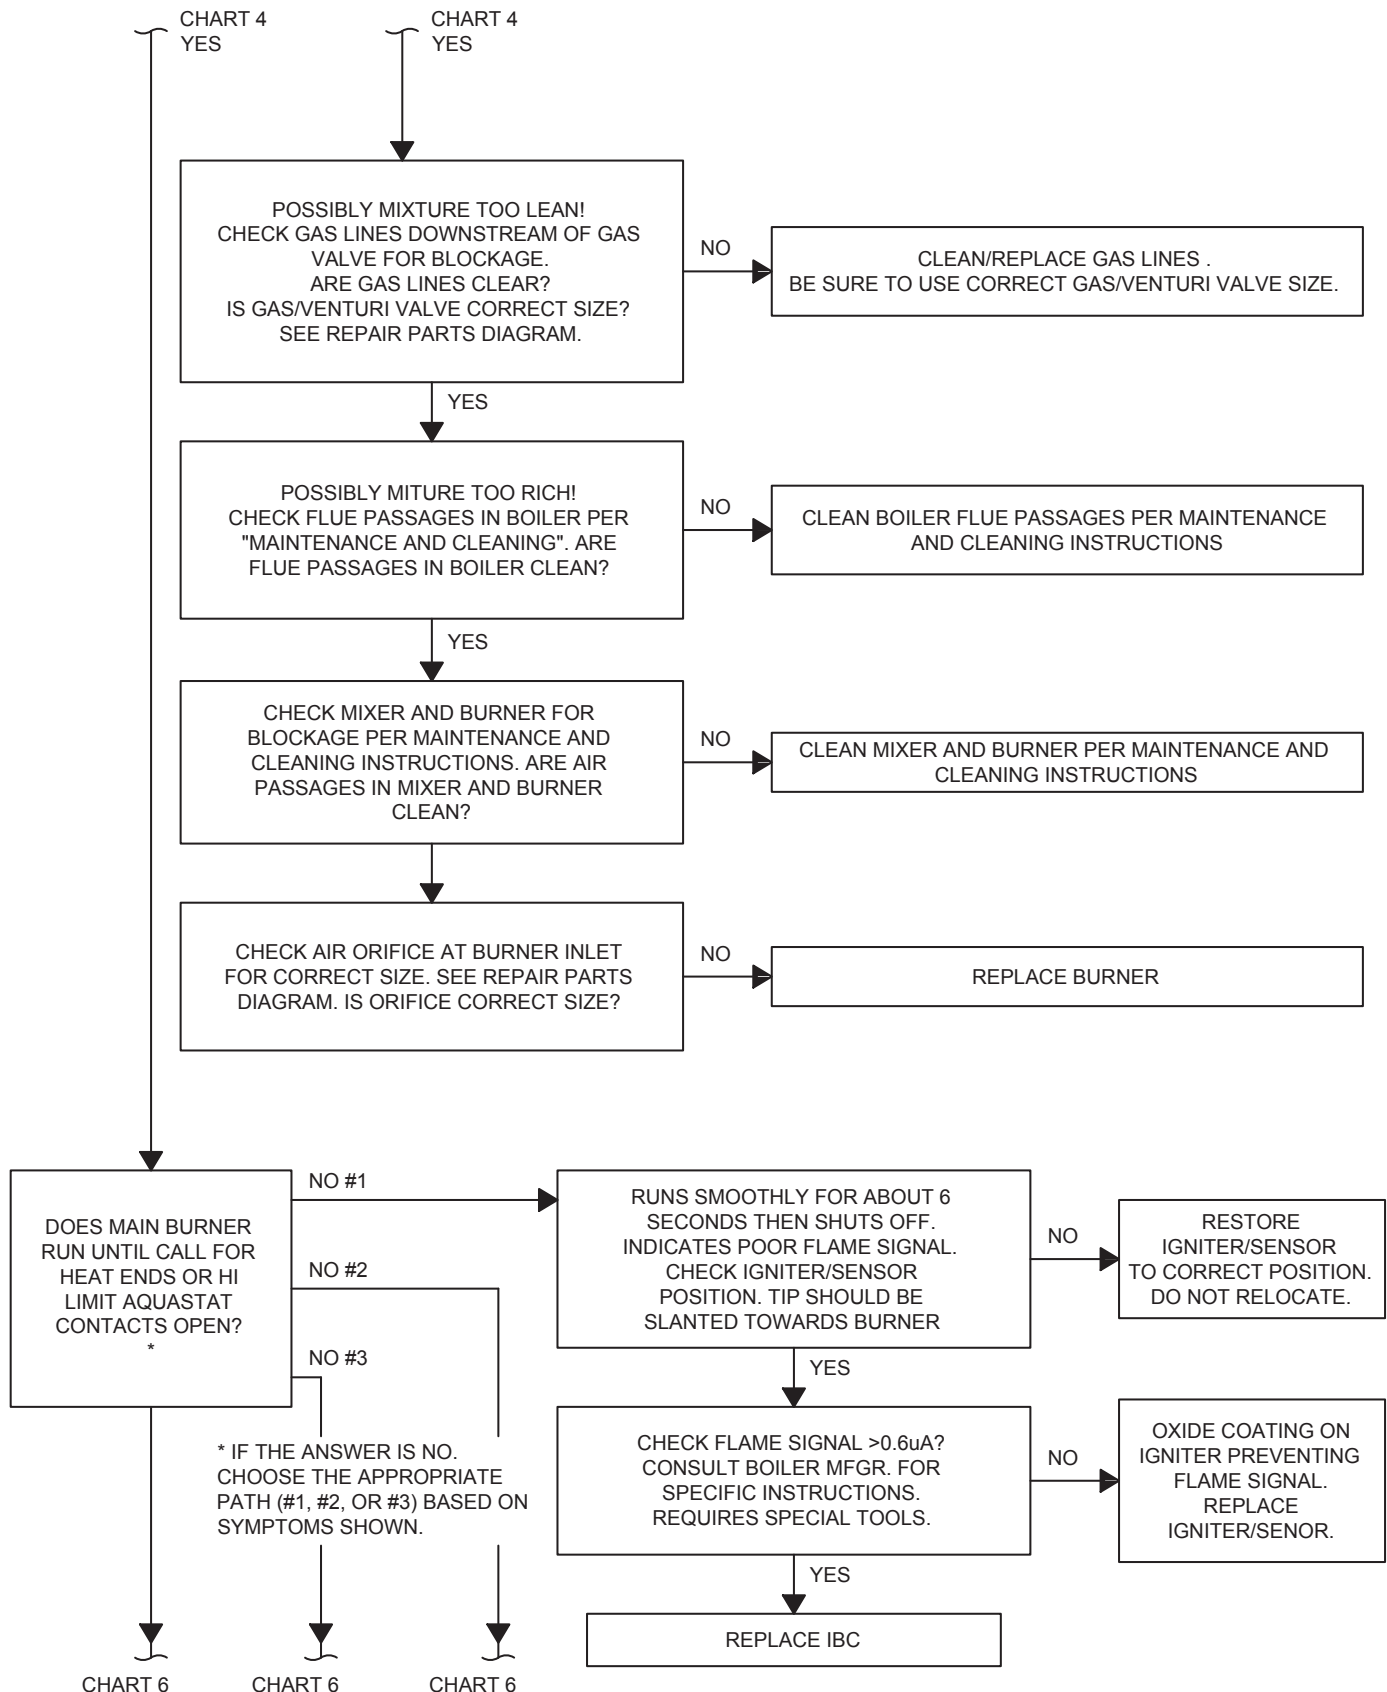 CHART 4
YES
CHART 4
YES
POSSIBLY MIXTURE TOO LEAN!
CHECK GAS LINES DOWNSTREAM OF GAS
VALVE FOR BLOCKAGE.
ARE GAS LINES CLEAR?
IS GAS/VENTURI VALVE CORRECT SIZE?
SEE REPAIR PARTS DIAGRAM.
NO
CLEAN/REPLACE GAS LINES .
BE SURE TO USE CORRECT GAS/VENTURI VALVE SIZE.
YES
POSSIBLY MITURE TOO RICH!
CHECK FLUE PASSAGES IN BOILER PER
"MAINTENANCE AND CLEANING". ARE
FLUE PASSAGES IN BOILER CLEAN?
NO
CLEAN BOILER FLUE PASSAGES PER MAINTENANCE
AND CLEANING INSTRUCTIONS
YES
CHECK MIXER AND BURNER FOR
BLOCKAGE PER MAINTENANCE AND
CLEANING INSTRUCTIONS. ARE AIR
PASSAGES IN MIXER AND BURNER
CLEAN?
NO
CLEAN MIXER AND BURNER PER MAINTENANCE AND
CLEANING INSTRUCTIONS
CHECK AIR ORIFICE AT BURNER INLET
FOR CORRECT SIZE. SEE REPAIR PARTS
DIAGRAM. IS ORIFICE CORRECT SIZE?
NO
REPLACE BURNER
DOES MAIN BURNER
RUN UNTIL CALL FOR
HEAT ENDS OR HI
LIMIT AQUASTAT
CONTACTS OPEN?
*
NO #1
NO #2
NO #3
RUNS SMOOTHLY FOR ABOUT 6
SECONDS THEN SHUTS OFF.
INDICATES POOR FLAME SIGNAL.
CHECK IGNITER/SENSOR
POSITION. TIP SHOULD BE
SLANTED TOWARDS BURNER
NO
RESTORE
IGNITER/SENSOR
TO CORRECT POSITION.
DO NOT RELOCATE.
YES
* IF THE ANSWER IS NO.
CHOOSE THE APPROPRIATE
PATH (#1, #2, OR #3) BASED ON
SYMPTOMS SHOWN.
CHECK FLAME SIGNAL >0.6uA?
CONSULT BOILER MFGR. FOR
SPECIFIC INSTRUCTIONS.
REQUIRES SPECIAL TOOLS.
NO
OXIDE COATING ON
IGNITER PREVENTING
FLAME SIGNAL.
REPLACE
IGNITER/SENOR.
YES
REPLACE IBC
CHART 6
CHART 6
CHART 6